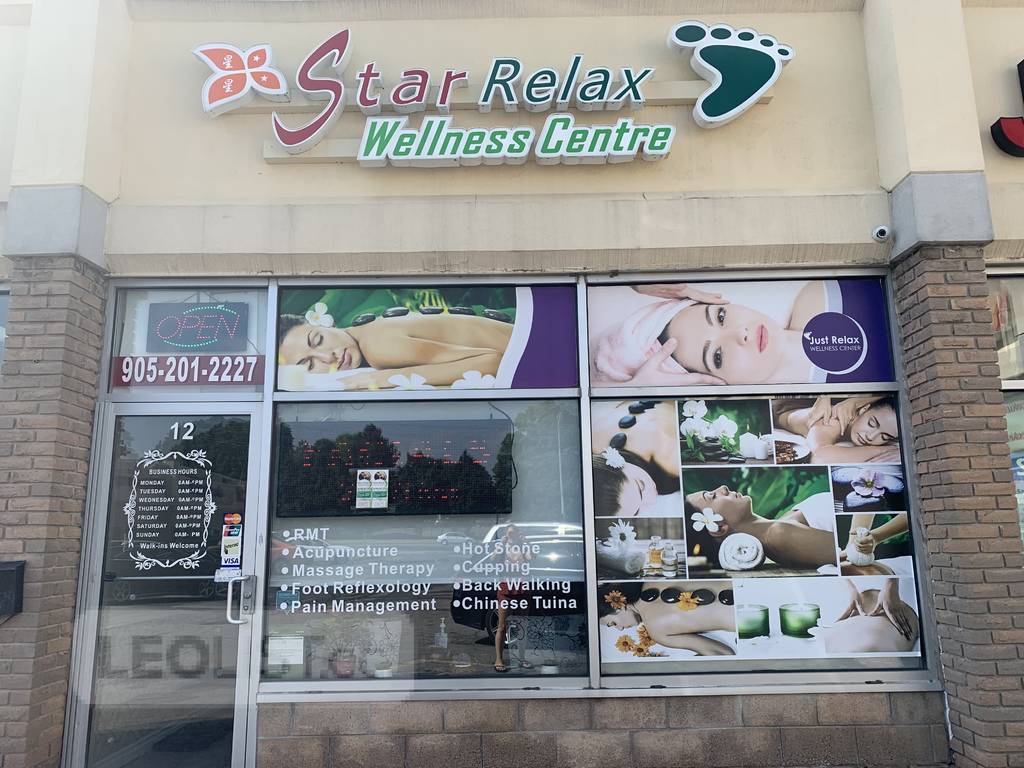 Star Relax
Wellness Centre
OPEN
905-201-2227
Just Relax
WELLNESS CENTER
12
BUSINESS HOURS
MONDAY
TUESDAY
WEDNESDAY
THURSDAY
FRIDAY
SATURDAY
SUNDAY
Walk-ins Welcome
VISA
•RMT
•Acupuncture
•Massage Therapy
•Foot Reflexology
•Pain Management
•Hot Stone
•Cupping
•Back Walking
•Chinese Tuina